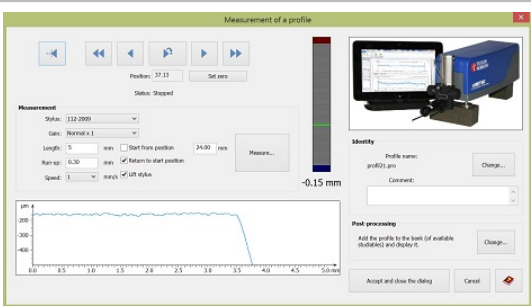 Measurement of a profile
Position: 37.13 Set zero
Status: Stopped
Measurement
Stylus: 112-2009
Gain: Normal x 1
Length: 5 mm Start from position 24.00 mm
Run-up: 0.30 mm Return to start position
Speed: 1 mm/s Lift stylus
Measure...
-0.15 mm
Identity
Profile name:
profil21.pro
Change...
Comment:
Post-processing
Add the profile to the bank (of available
studiables) and display it.
Change...
Accept and close the dialog Cancel
µm
-200
-300
-400
0.0 0.5 1.0 1.5 2.0 2.5 3.0 3.5 4.0 4.5 5.0 mm